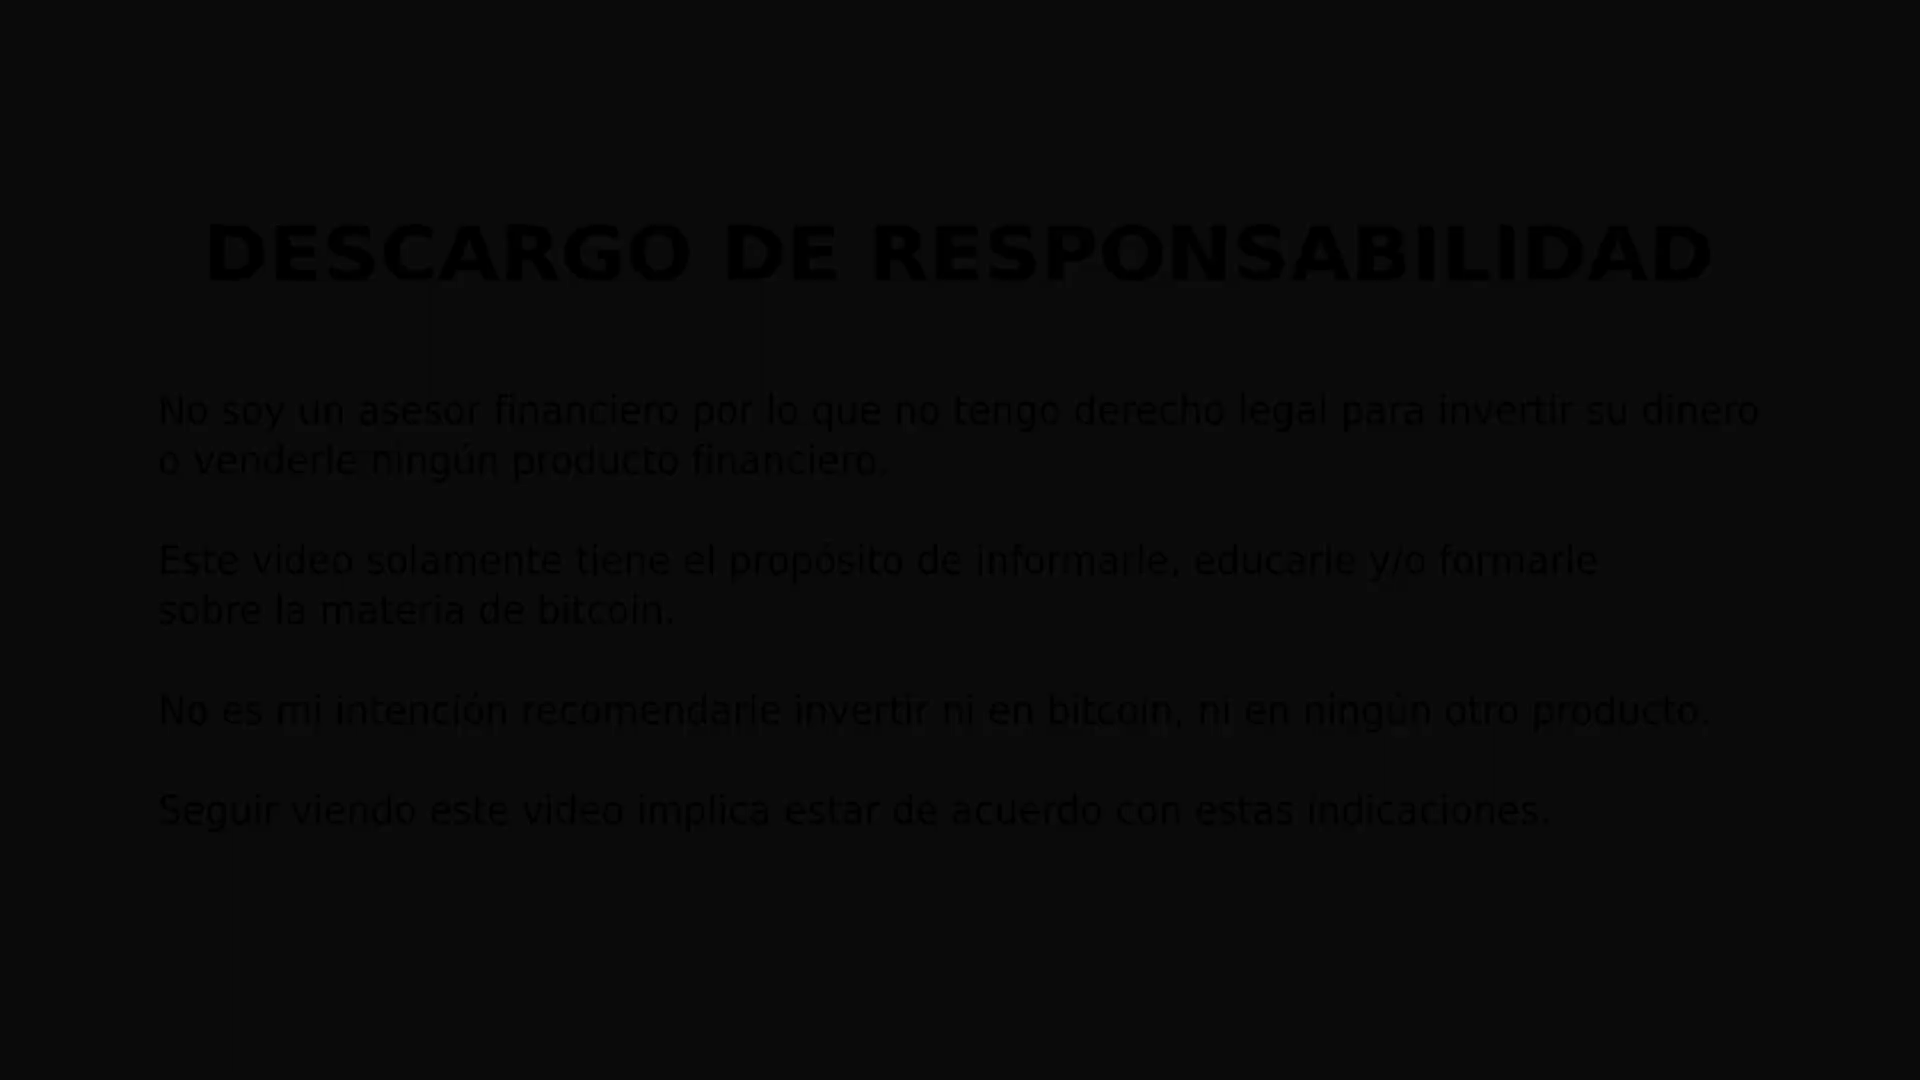 DESCARGO DE RESPONSABILIDAD
No soy un asesor financiero por lo que no tengo derecho legal para invertir su dinero
o venderle ningún producto financiero.
Este video solamente tiene el propósito de informarle, educarle y/o formarle
sobre la materia de bitcoin.
No es mi intención recomendarle invertir ni en bitcoin, ni en ningún otro producto.
Seguir viendo este video implica estar de acuerdo con estas indicaciones.